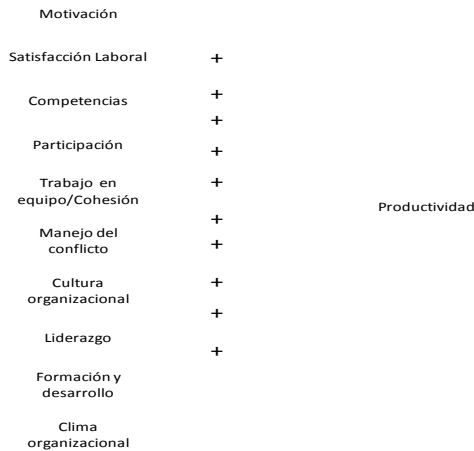 Motivación
Satisfacción Laboral
+
Competencias
+
+
Participación
+
Trabajo en
equipo/Cohesión
+
Productividad
+
Manejo del
conflicto
+
Cultura
organizacional
+
+
Liderazgo
+
Formación y
desarrollo
Clima
organizacional